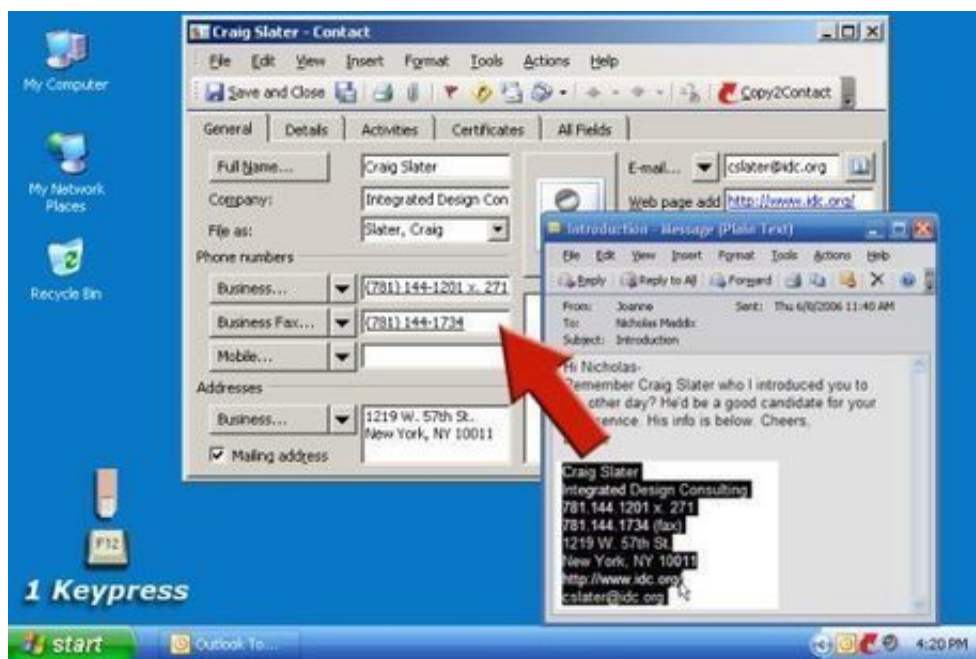 My Computer
My Network
Places
Recycle Bin
Craig Slater - Contact
File Edit View Insert Format Tools Actions Help
Save and Close Copy2Contact
General Details Activities Certificates All Fields
Full Name... Craig Slater
E-mail... cslater@idc.org
Company: Integrated Design Con
Web page add http://www.idc.org/
File as: Slater, Craig
Phone numbers
Business... (781) 144-1201 x. 271
Business Fax... (781) 144-1734
Mobile...
Addresses
Business... 1219 W. 57th St.
New York, NY 10011
Mailing address
Introduction - Message (Plain Text)
File Edit View Insert Format Tools Actions Help
Reply Reply to All Forward
From: Joanne Sent: Thu 6/8/2006 11:40 AM
To: Nicholas Maddix
Subject: Introduction
Hi Nicholas-
Remember Craig Slater who I introduced you to
other day? He'd be a good candidate for your
His info is below. Cheers,
Craig Slater
Integrated Design Consulting
781.144.1201 x. 271
781.144.1734 (fax)
1219 W. 57th St.
New York, NY 10011
http://www.idc.org/
cslater@idc.org
F12
1 Keypress
start Outlook To... 4:20 PM